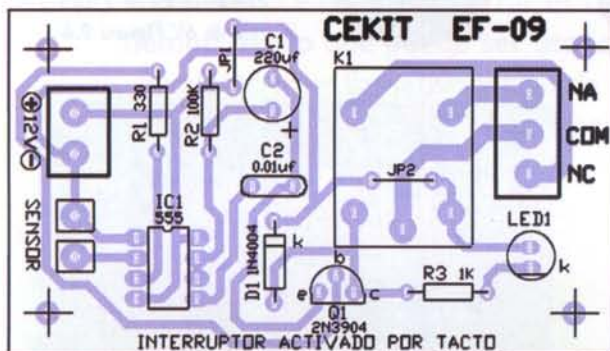 CEKIT EF-09
JP1
C1
220uf
+
K1
NA
COM
NC
+12V-
R1 330
R2 100K
C2
0.01uf
JP2
SENSOR
IC1
555
D1 1N4004
k
LED1
k
b
e
c
R3 1K
Q1
2N3904
INTERRUPTOR ACTIVADO POR TACTO